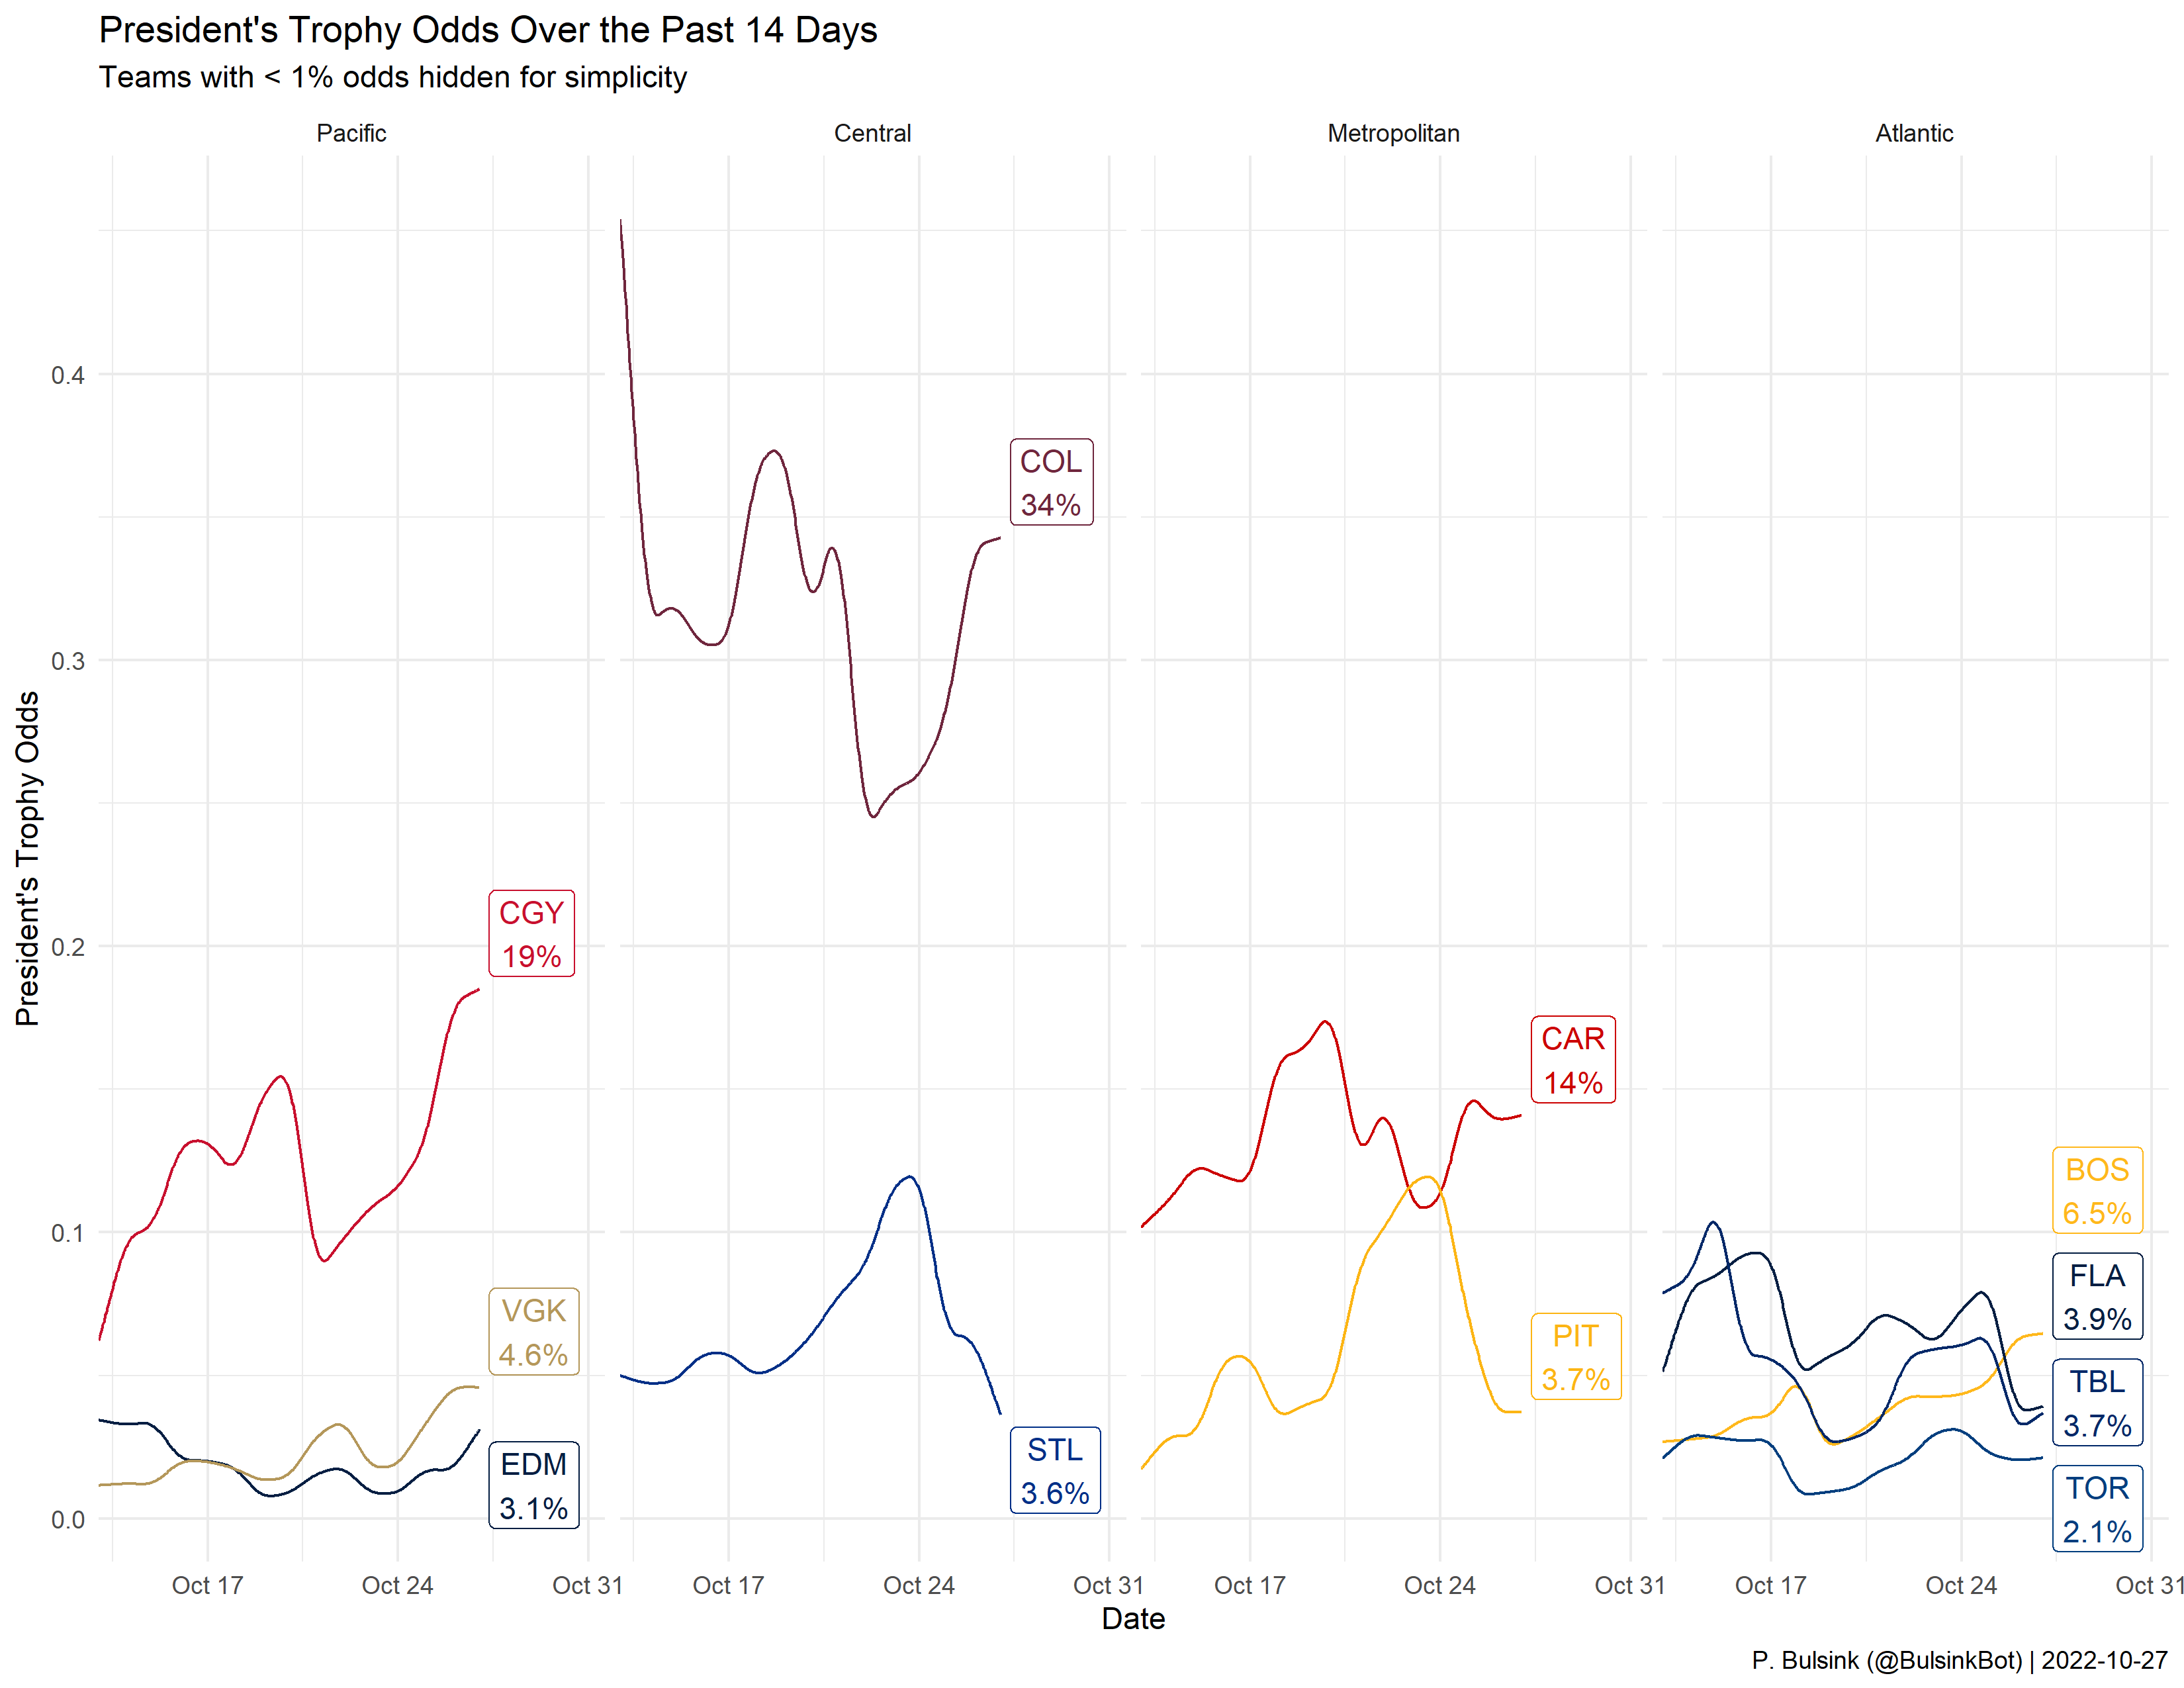 President's Trophy Odds Over the Past 14 Days
Teams with < 1% odds hidden for simplicity
Pacific
Central
Metropolitan
Atlantic
President's Trophy Odds
0.4
0.3
0.2
0.1
0.0
CGY
19%
VGK
4.6%
EDM
3.1%
COL
34%
STL
3.6%
CAR
14%
PIT
3.7%
BOS
6.5%
FLA
3.9%
TBL
3.7%
TOR
2.1%
Oct 17 Oct 24 Oct 31 Oct 17 Oct 24 Oct 31 Oct 17 Oct 24 Oct 31 Oct 17 Oct 24 Oct 31
Date
P. Bulsink (@BulsinkBot) | 2022-10-27